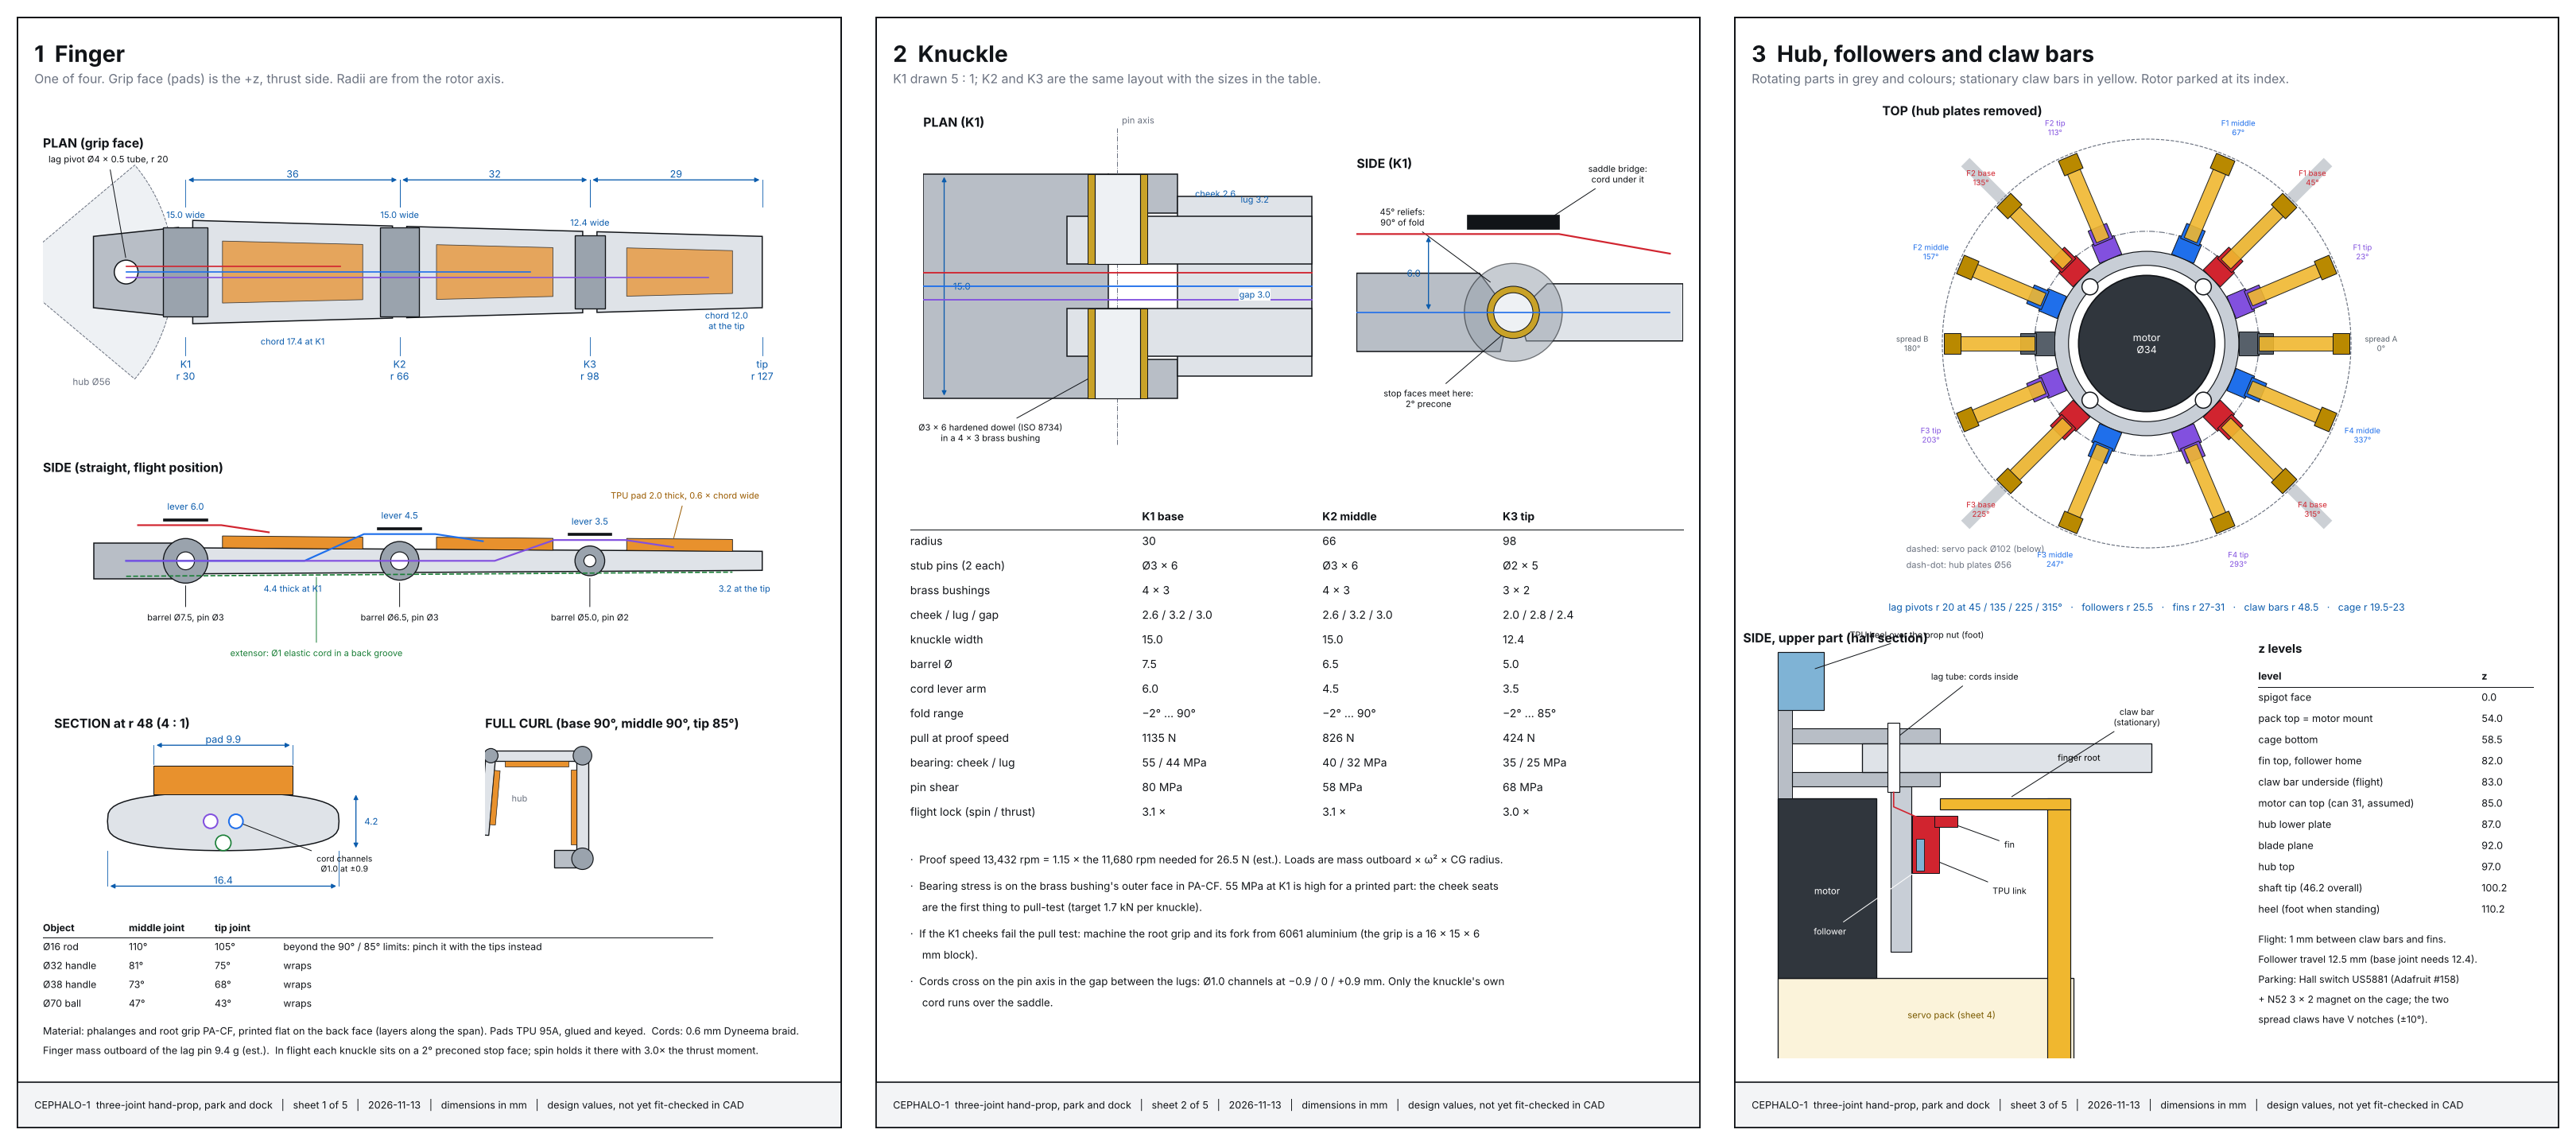 1 Finger
One of four. Grip face (pads) is the +z, thrust side. Radii are from the rotor axis.
PLAN (grip face)
lag pivot Ø4 × 0.5 tube, r 20
36
32
29
15.0 wide
15.0 wide
12.4 wide
chord 12.0
at the tip
chord 17.4 at K1
K1
r 30
K2
r 66
K3
r 98
tip
r 127
hub Ø56
SIDE (straight, flight position)
TPU pad 2.0 thick, 0.6 × chord wide
lever 6.0
lever 4.5
lever 3.5
4.4 thick at K1
3.2 at the tip
barrel Ø7.5, pin Ø3
barrel Ø6.5, pin Ø3
barrel Ø5.0, pin Ø2
extensor: Ø1 elastic cord in a back groove
SECTION at r 48 (4 : 1)
pad 9.9
4.2
cord channels
Ø1.0 at ±0.9
16.4
FULL CURL (base 90°, middle 90°, tip 85°)
hub
Object middle joint tip joint
Ø16 rod 110° 105° beyond the 90° / 85° limits: pinch it with the tips instead
Ø32 handle 81° 75° wraps
Ø38 handle 73° 68° wraps
Ø70 ball 47° 43° wraps
Material: phalanges and root grip PA-CF, printed flat on the back face (layers along the span). Pads TPU 95A, glued and keyed. Cords: 0.6 mm Dyneema braid.
Finger mass outboard of the lag pin 9.4 g (est.). In flight each knuckle sits on a 2° preconed stop face; spin holds it there with 3.0× the thrust moment.
CEPHALO-1 three-joint hand-prop, park and dock | sheet 1 of 5 | 2026-11-13 | dimensions in mm | design values, not yet fit-checked in CAD
2 Knuckle
K1 drawn 5 : 1; K2 and K3 are the same layout with the sizes in the table.
PLAN (K1)
pin axis
cheek 2.6
lug 3.2
15.0
gap 3.0
Ø3 × 6 hardened dowel (ISO 8734)
in a 4 × 3 brass bushing
SIDE (K1)
saddle bridge:
cord under it
45° reliefs:
90° of fold
6.0
stop faces meet here:
2° precone
K1 base K2 middle K3 tip
radius 30 66 98
stub pins (2 each) Ø3 × 6 Ø3 × 6 Ø2 × 5
brass bushings 4 × 3 4 × 3 3 × 2
cheek / lug / gap 2.6 / 3.2 / 3.0 2.6 / 3.2 / 3.0 2.0 / 2.8 / 2.4
knuckle width 15.0 15.0 12.4
barrel Ø 7.5 6.5 5.0
cord lever arm 6.0 4.5 3.5
fold range −2° ... 90° −2° ... 90° −2° ... 85°
pull at proof speed 1135 N 826 N 424 N
bearing: cheek / lug 55 / 44 MPa 40 / 32 MPa 35 / 25 MPa
pin shear 80 MPa 58 MPa 68 MPa
flight lock (spin / thrust) 3.1 × 3.1 × 3.0 ×
· Proof speed 13,432 rpm = 1.15 × the 11,680 rpm needed for 26.5 N (est.). Loads are mass outboard × ω² × CG radius.
· Bearing stress is on the brass bushing's outer face in PA-CF. 55 MPa at K1 is high for a printed part: the cheek seats
are the first thing to pull-test (target 1.7 kN per knuckle).
· If the K1 cheeks fail the pull test: machine the root grip and its fork from 6061 aluminium (the grip is a 16 × 15 × 6
mm block).
· Cords cross on the pin axis in the gap between the lugs: Ø1.0 channels at −0.9 / 0 / +0.9 mm. Only the knuckle's own
cord runs over the saddle.
CEPHALO-1 three-joint hand-prop, park and dock | sheet 2 of 5 | 2026-11-13 | dimensions in mm | design values, not yet fit-checked in CAD
3 Hub, followers and claw bars
Rotating parts in grey and colours; stationary claw bars in yellow. Rotor parked at its index.
TOP (hub plates removed)
F2 tip
113°
F1 middle
67°
F2 base
135°
F1 base
45°
F2 middle
157°
F1 tip
23°
spread B
180°
motor
Ø34
spread A
0°
F3 tip
203°
F4 middle
337°
F3 base
225°
F4 base
315°
dashed: servo pack Ø102 (below)
F3 middle
247°
F4 tip
293°
dash-dot: hub plates Ø56
lag pivots r 20 at 45 / 135 / 225 / 315° · followers r 25.5 · fins r 27-31 · claw bars r 48.5 · cage r 19.5-23
SIDE, upper part (half section)
TPU heel over the prop nut (foot)
lag tube: cords inside
claw bar
(stationary)
finger root
fin
TPU link
motor
follower
servo pack (sheet 4)
z levels
level z
spigot face 0.0
pack top = motor mount 54.0
cage bottom 58.5
fin top, follower home 82.0
claw bar underside (flight) 83.0
motor can top (can 31, assumed) 85.0
hub lower plate 87.0
blade plane 92.0
hub top 97.0
shaft tip (46.2 overall) 100.2
heel (foot when standing) 110.2
Flight: 1 mm between claw bars and fins.
Follower travel 12.5 mm (base joint needs 12.4).
Parking: Hall switch US5881 (Adafruit #158)
+ N52 3 × 2 magnet on the cage; the two
spread claws have V notches (±10°).
CEPHALO-1 three-joint hand-prop, park and dock | sheet 3 of 5 | 2026-11-13 | dimensions in mm | design values, not yet fit-checked in CAD